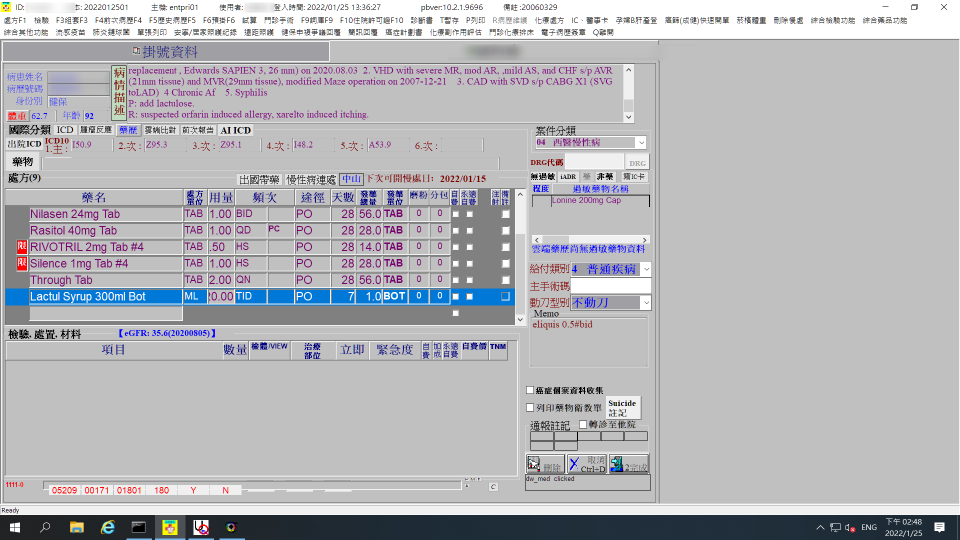 ID: 2022012501 主檔: entpri01 使用者: 登入時間: 2022/01/25 13:36:27 pbver:10.2.1.9696 備註:20060329
處方F1 檢驗 F3組套F3 F4前次病歷F4 F5歷史病歷F5 F6預掛F6 試算 門診手術 F9詞庫F9 F10住院許可證F10 診斷書 T暫存 P列印 R病歷連續 化療處方 IC、醫事卡 孕婦B肝產登 癌篩(或健)快速開單 菸檳體重 刪除慢處 綜合檢驗功能 綜合藥品功能
綜合其他功能 流感疫苗 肺炎鏈球菌 單張列印 安寧/居家照護紀錄 遠距照護 健保申複爭議回覆 簡訊回覆 癌症計劃書 化療副作用評估 門診化療排床 電子病歷簽章 Q離開
掛號資料
病患姓名
病歷號碼
身份別 健保
體重 62.7 年齡 92
病情描述
replacement , Edwards SAPIEN 3, 26 mm) on 2020.08.03 2. VHD with severe MR, mod AR, ,mild AS, and CHF s/p AVR
(21mm tissue) and MVR(29mm tissue), modified Maze operation on 2007-12-21 3. CAD with SVD s/p CABG X1 (SVG
toLAD) 4 Chronic Af 5. Syphilis
P: add lactulose.
R: suspected orfarin induced allergy, xarelto induced itching.
國際分類 ICD 腫瘤反應 藥歷 雲端比對 前次報告 AI ICD
出院ICD ICD10 1.主: I50.9 2.次: Z95.3 3.次: Z95.1 4.次: I48.2 5.次: A53.9 6.次:
藥物
處方(9) 出國帶藥 慢性病連處 中山 下次可開慢處日: 2022/01/15
藥名 處方單位 用量 頻次 途徑 天數 發藥總量 發藥單位 磨粉 分包 自費 永遠自費 注射 備註
Nilasen 24mg Tab TAB 1.00 BID PO 28 56.0 TAB 0 0
Rasitol 40mg Tab TAB 1.00 QD PC PO 28 28.0 TAB 0 0
限 RIVOTRIL 2mg Tab #4 TAB .50 HS PO 28 14.0 TAB 0 0
限 Silence 1mg Tab #4 TAB 1.00 HS PO 28 28.0 TAB 0 0
Through Tab TAB 2.00 QN PO 28 56.0 TAB 0 0
Lactul Syrup 300ml Bot ML 20.00 TID PO 7 1.0 BOT 0 0
檢驗, 處置, 材料 【eGFR: 35.6(20200805)】
項目 數量 檢體/VIEW 治療部位 立即 緊急度 自費 加成 永遠自費 自費價 TNM
1111-0 05209 00171 01801 180 Y N
C
案件分類
04 西醫慢性病
DRG代碼 DRG
無過敏 iADR 藥 非藥 寫IC卡
程度 過敏藥物名稱
Lonine 200mg Cap
雲端藥歷尚無過敏藥物資料
給付類別 4 普通疾病
主手術碼
動刀型別 不動刀
Memo
eliquis 0.5#bid
癌症個案資料收集
列印藥物衛教單 Suicide 註記
通報註記 轉診至他院
刪除 取消 Ctrl+D F12完成
dw_med clicked
Ready
ENG 下午 02:48
2022/1/25